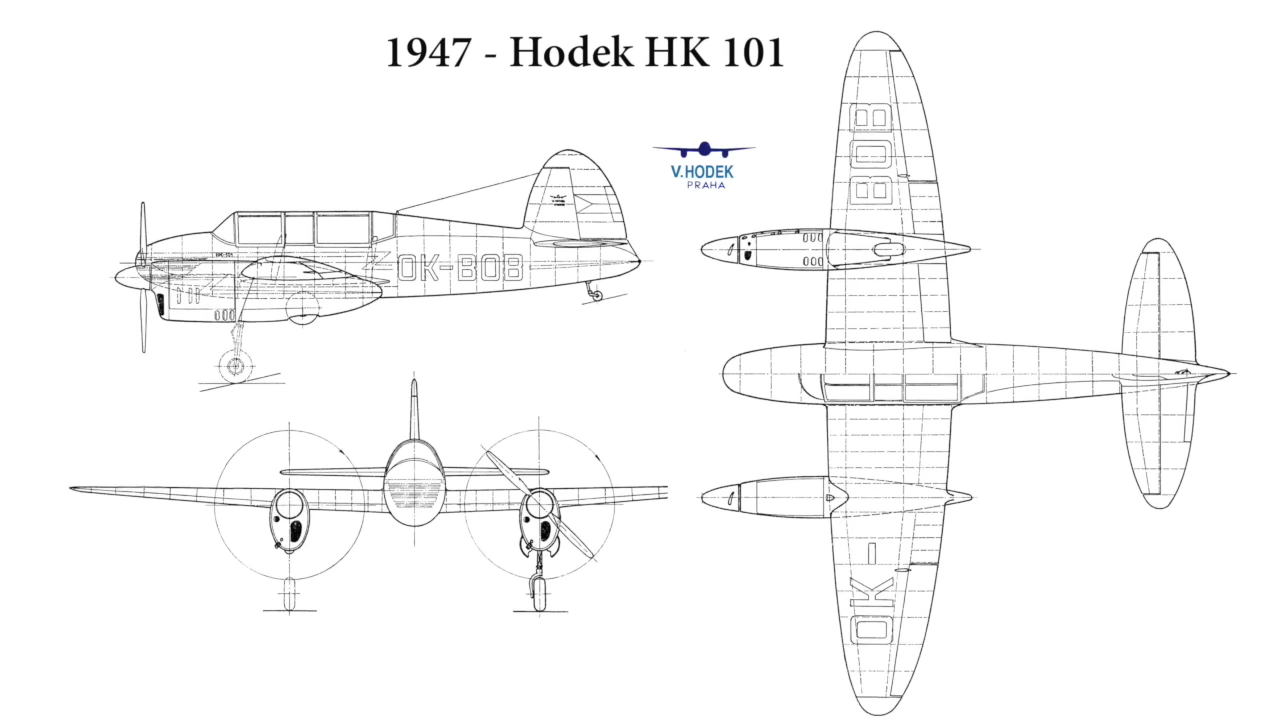 1947 - Hodek HK 101
V.HODEK
PRAHA
OK-BOB
BOB
OK-